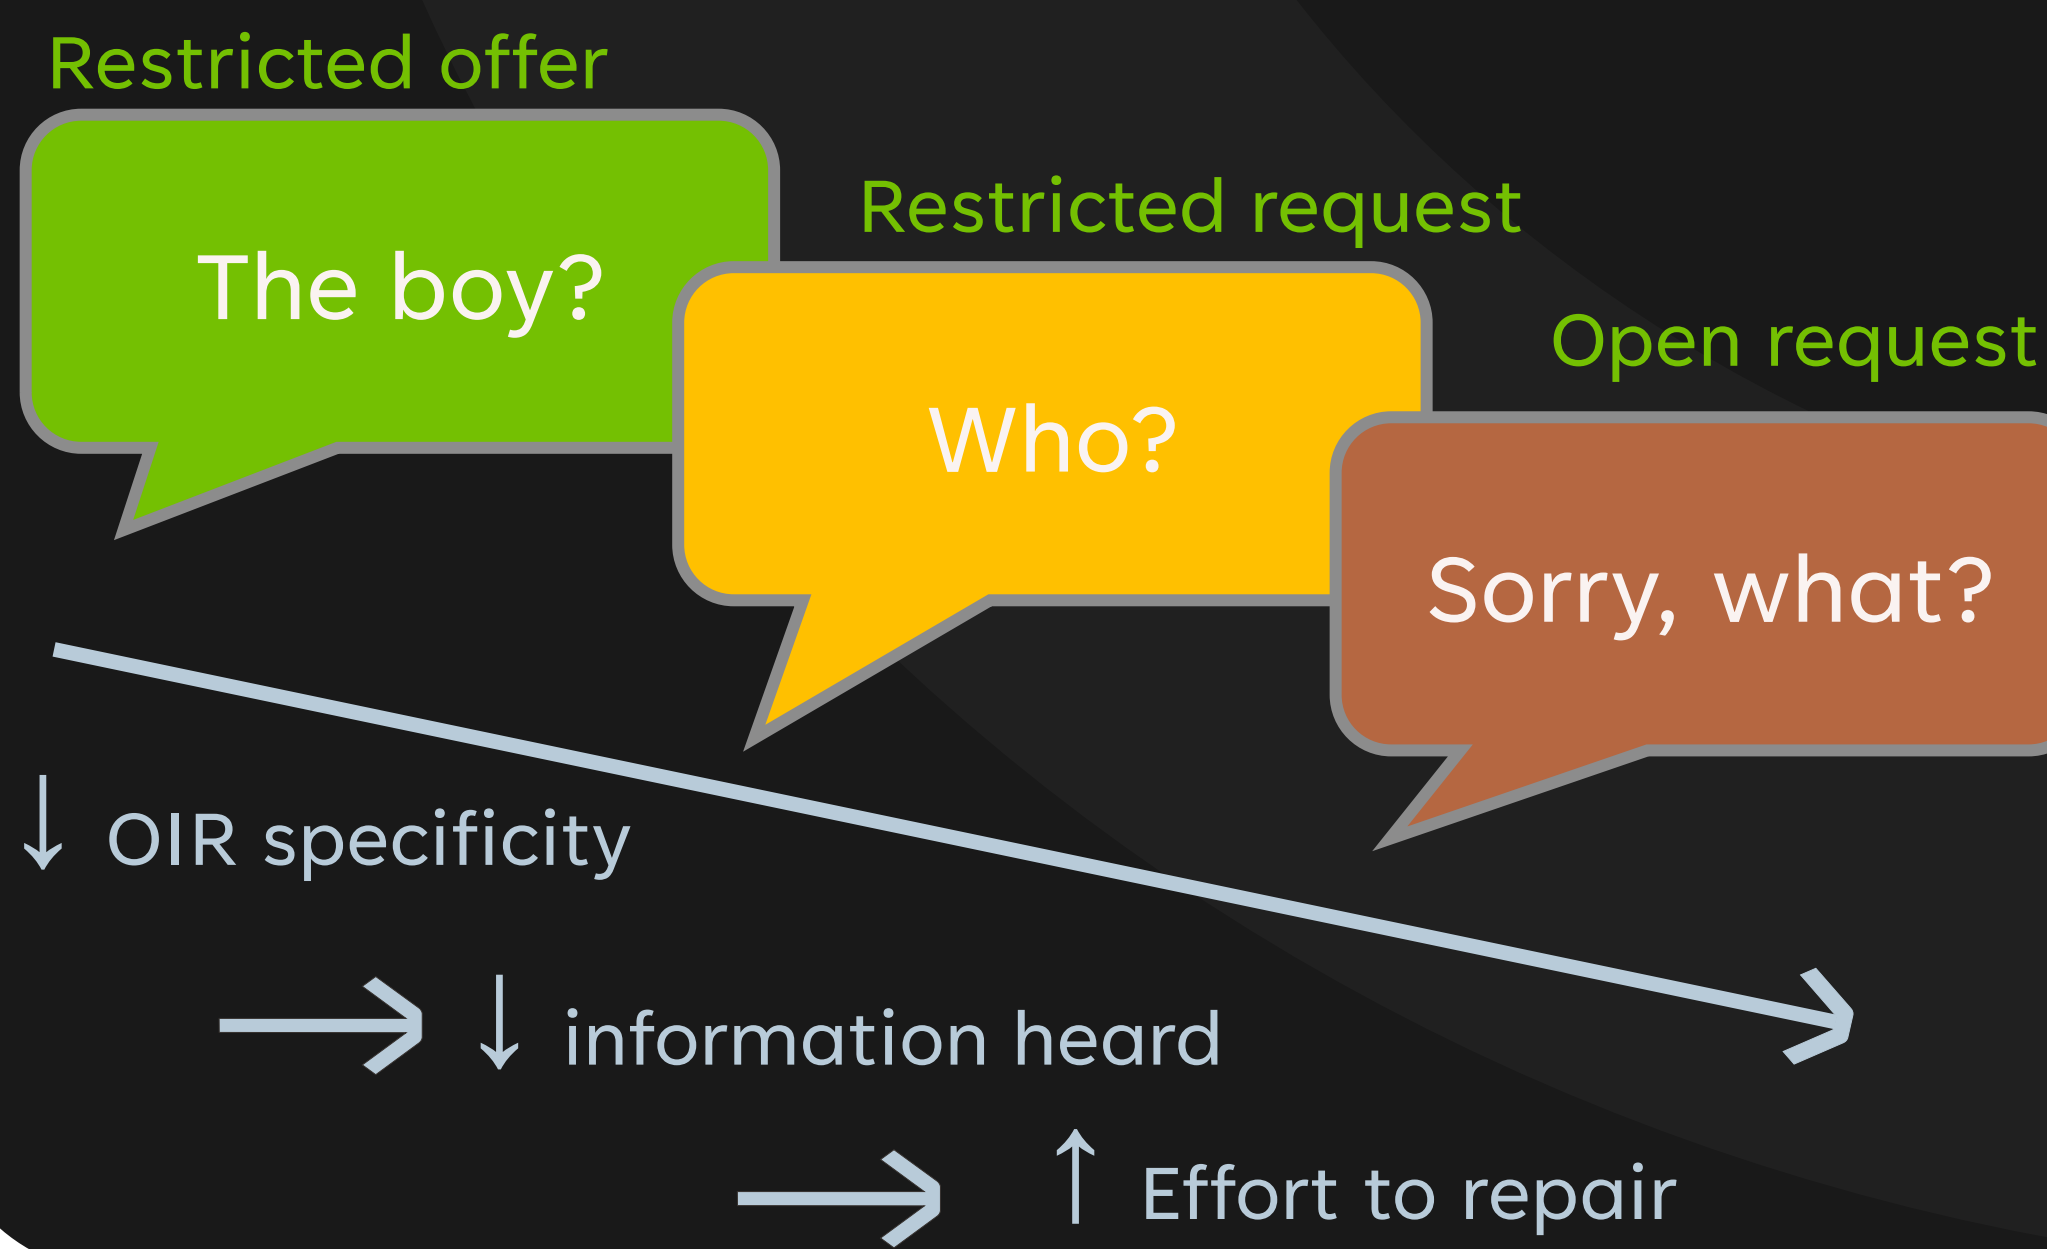 Restricted offer
The boy?
Restricted request
Who?
Open request
Sorry, what?
↓ OIR specificity
→ ↓ information heard
→ ↑ Effort to repair